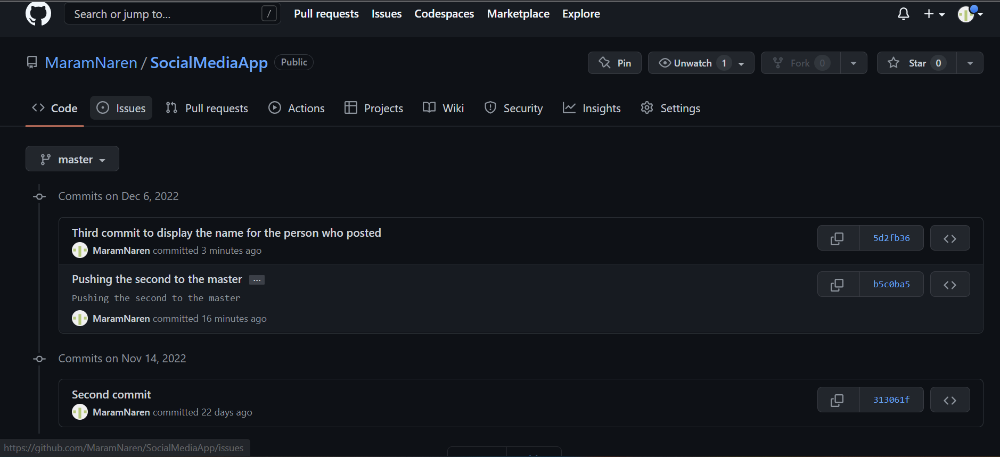 Search or jump to... /
Pull requests Issues Codespaces Marketplace Explore
MaramNaren / SocialMediaApp Public
Pin Unwatch 1 Fork 0 Star 0
Code Issues Pull requests Actions Projects Wiki Security Insights Settings
master
Commits on Dec 6, 2022
Third commit to display the name for the person who posted
MaramNaren committed 3 minutes ago
5d2fb36
Pushing the second to the master ...
Pushing the second to the master
MaramNaren committed 16 minutes ago
b5c0ba5
Commits on Nov 14, 2022
Second commit
MaramNaren committed 22 days ago
313061f
https://github.com/MaramNaren/SocialMediaApp/issues